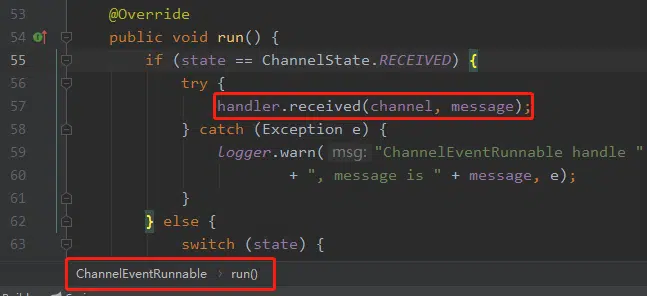 53 @Override
54 public void run() {
55 if (state == ChannelState.RECEIVED) {
56 try {
57 handler.received(channel, message);
58 } catch (Exception e) {
59 logger.warn( msg: "ChannelEventRunnable handle "
60 + ", message is " + message, e);
61 }
62 } else {
63 switch (state) {
ChannelEventRunnable › run()